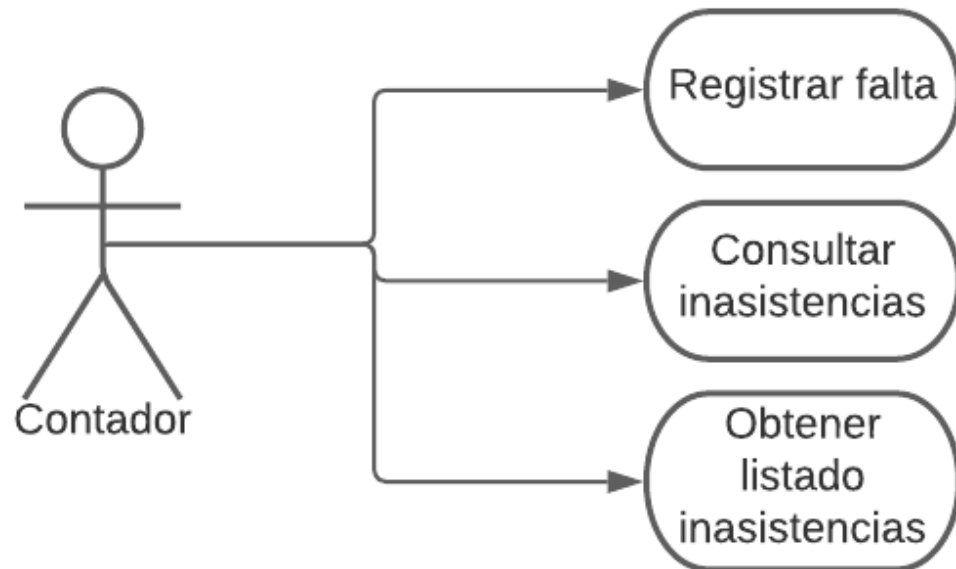 Registrar falta
Consultar
inasistencias
Contador
Obtener
listado
inasistencias